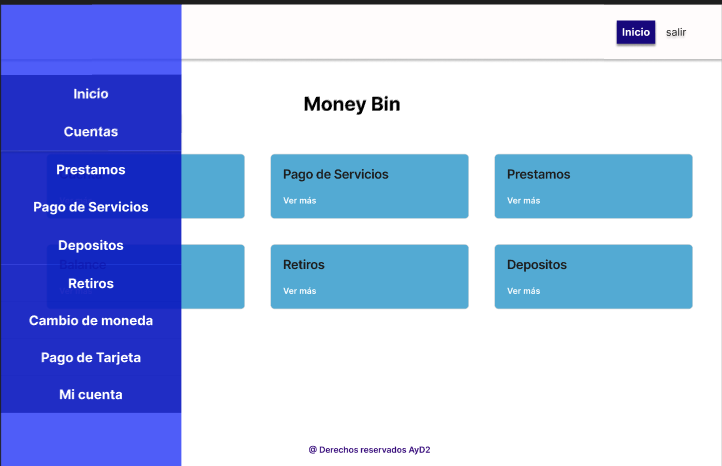 Inicio salir
Inicio
Cuentas
Prestamos
Pago de Servicios
Depositos
Retiros
Cambio de moneda
Pago de Tarjeta
Mi cuenta
Money Bin
Pago de Servicios
Ver más
Prestamos
Ver más
Balance
Retiros
Ver más
Depositos
Ver más
@ Derechos reservados AyD2